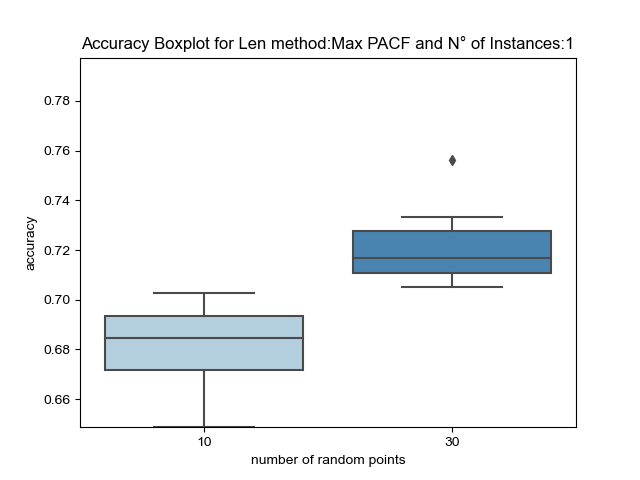 Accuracy Boxplot for Len method:Max PACF and N° of Instances:1
0.78
0.76
0.74
0.72
0.70
0.68
0.66
accuracy
10 30
number of random points